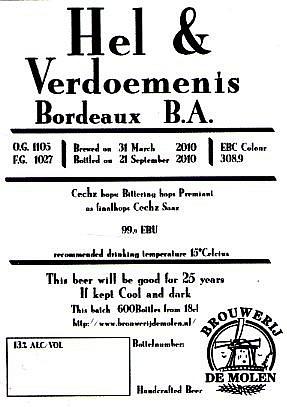 Hel &
Verdoemenis
Bordeaux B.A.
O.G. 1105 Brewed on 31 March 2010 EBC Colour
F.G. 1027 Bottled on 21 September 2010 308.9
Cechz hops: Bittering hops Premiant
as finalhops Cechz Saaz
99,0 EBU
recommended drinking temperature 15°Celcius
This beer will be good for 25 years
If kept Cool and dark
This batch 600Bottles from 18cl
http://www.brouwerijdemolen.nl/
13% ALC/VOL Bottelnumber:
BROUWERIJ
DE MOLEN
Handcrafted Beer